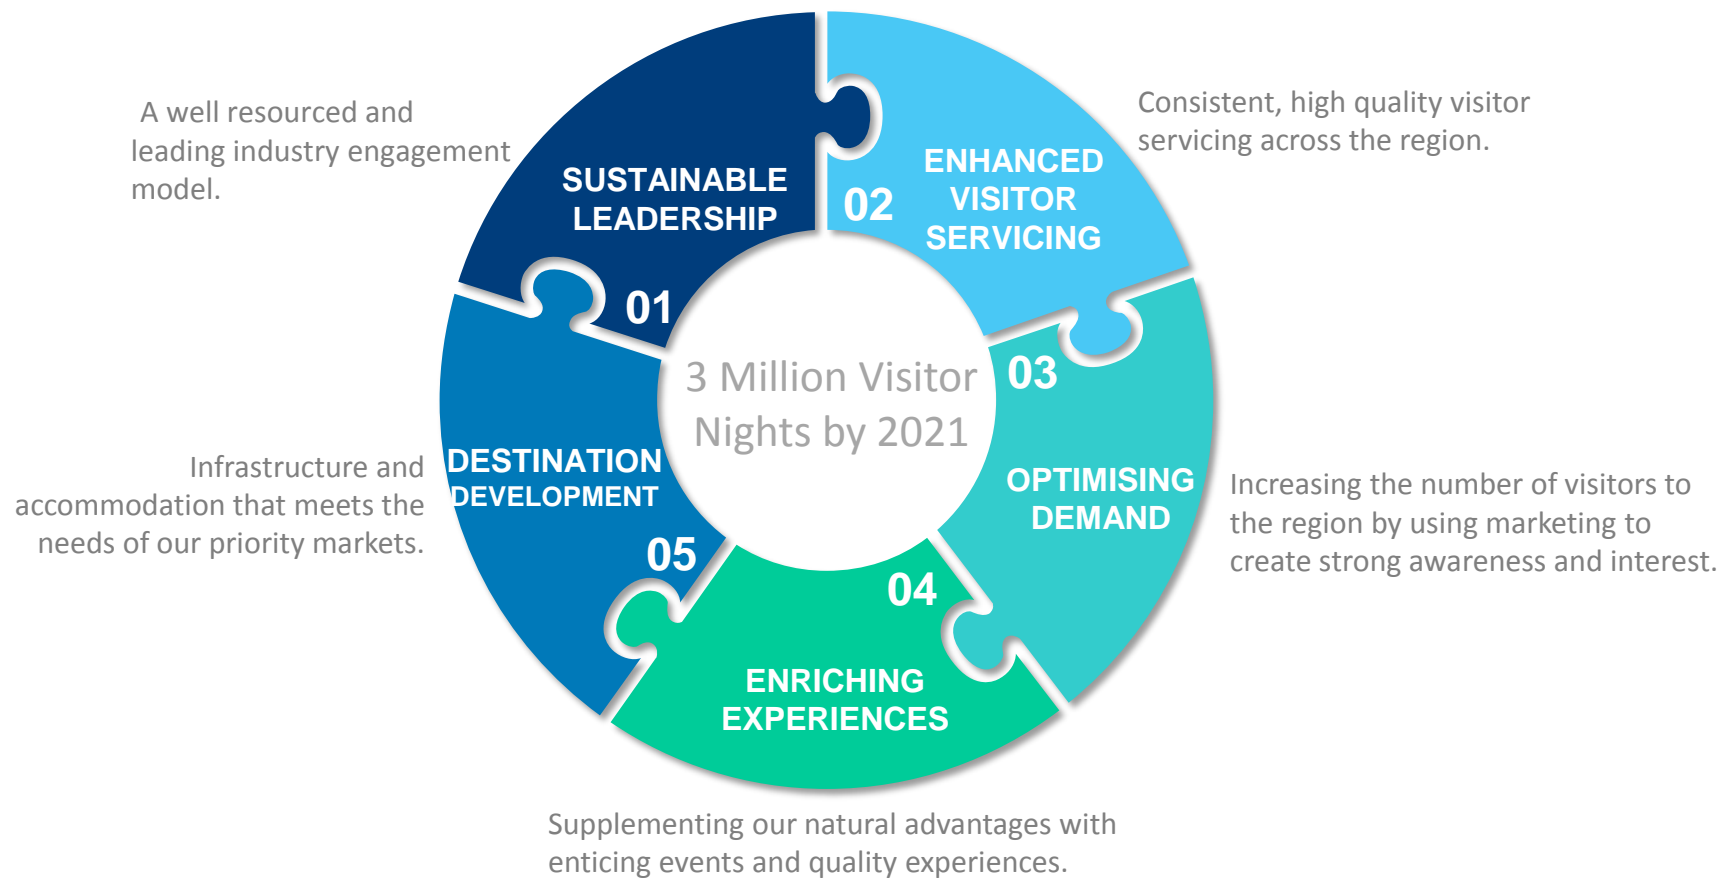 A well resourced and
leading industry engagement
model.
SUSTAINABLE
LEADERSHIP
01
02
ENHANCED
VISITOR
SERVICING
Consistent, high quality visitor
servicing across the region.
3 Million Visitor
Nights by 2021
03
OPTIMISING
DEMAND
Increasing the number of visitors to
the region by using marketing to
create strong awareness and interest.
04
ENRICHING
EXPERIENCES
Supplementing our natural advantages with
enticing events and quality experiences.
05
DESTINATION
DEVELOPMENT
Infrastructure and
accommodation that meets the
needs of our priority markets.